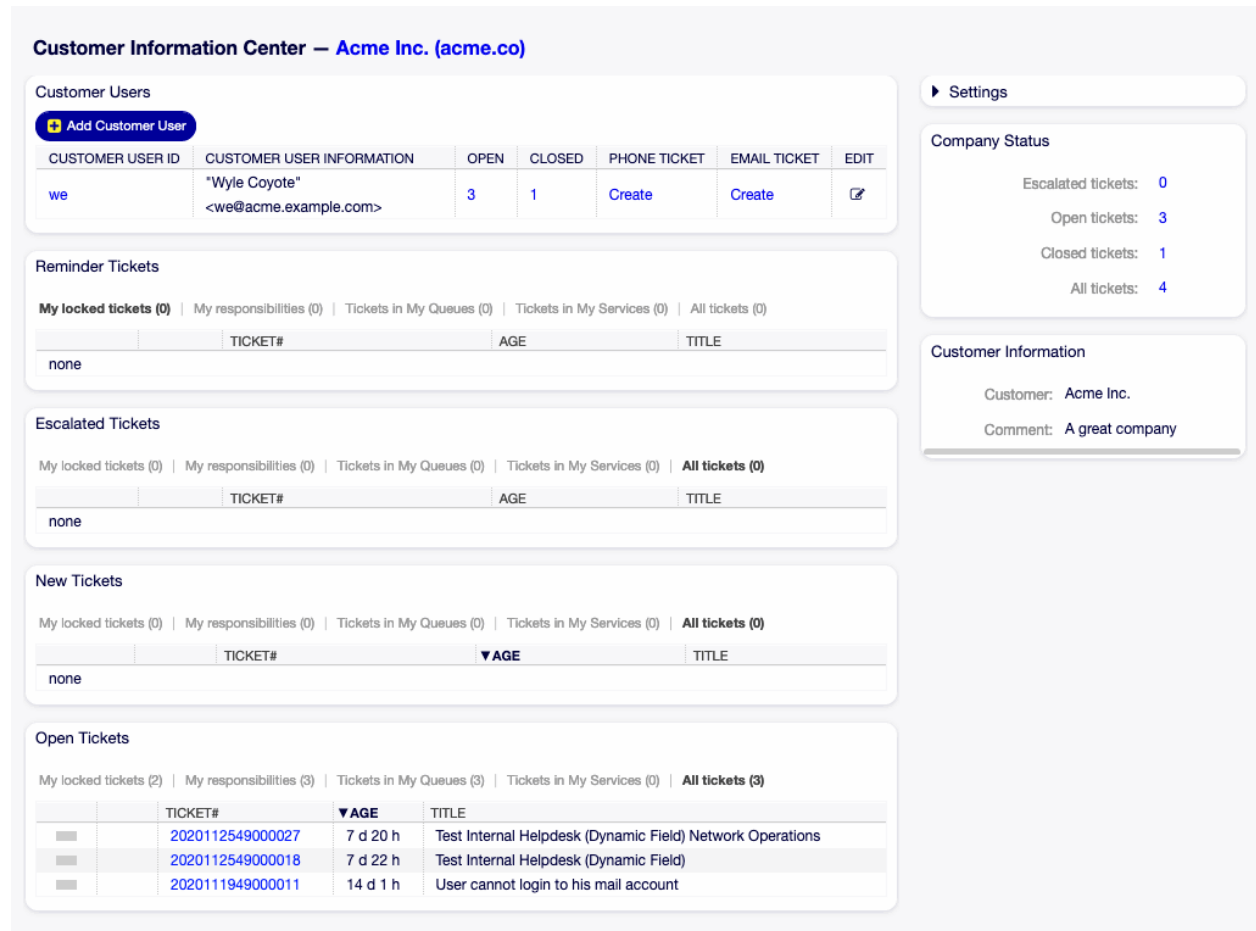 Customer Information Center — Acme Inc. (acme.co)
Customer Users
Add Customer User
CUSTOMER USER ID CUSTOMER USER INFORMATION OPEN CLOSED PHONE TICKET EMAIL TICKET EDIT
we "Wyle Coyote" <we@acme.example.com> 3 1 Create Create
Reminder Tickets
My locked tickets (0) | My responsibilities (0) | Tickets in My Queues (0) | Tickets in My Services (0) | All tickets (0)
TICKET# AGE TITLE
none
Escalated Tickets
My locked tickets (0) | My responsibilities (0) | Tickets in My Queues (0) | Tickets in My Services (0) | All tickets (0)
TICKET# AGE TITLE
none
New Tickets
My locked tickets (0) | My responsibilities (0) | Tickets in My Queues (0) | Tickets in My Services (0) | All tickets (0)
TICKET# ▼AGE TITLE
none
Open Tickets
My locked tickets (2) | My responsibilities (3) | Tickets in My Queues (3) | Tickets in My Services (0) | All tickets (3)
TICKET# ▼AGE TITLE
2020112549000027 7 d 20 h Test Internal Helpdesk (Dynamic Field) Network Operations
2020112549000018 7 d 22 h Test Internal Helpdesk (Dynamic Field)
2020111949000011 14 d 1 h User cannot login to his mail account
Settings
Company Status
Escalated tickets: 0
Open tickets: 3
Closed tickets: 1
All tickets: 4
Customer Information
Customer: Acme Inc.
Comment: A great company